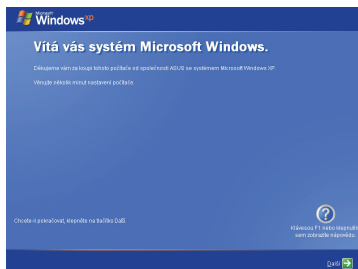 Microsoft
Windows xp
Vítá vás systém Microsoft Windows.
Děkujeme vám za koupi tohoto počítače od společnosti ASUS se systémem Microsoft Windows XP.
Věnujte několik minut nastavení počítače.
Chcete-li pokračovat, klepněte na tlačítko Další.
Klávesou F1 nebo klepnutím
sem zobrazíte nápovědu.
Další